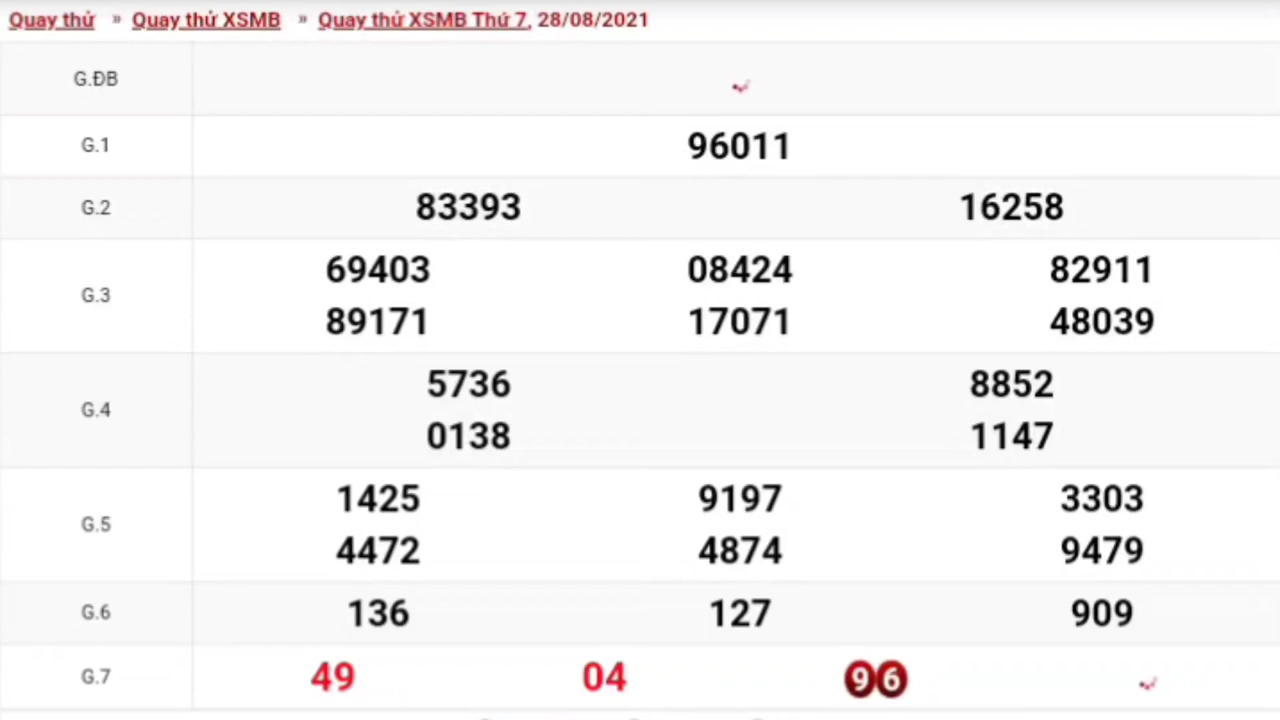 Quay thử » Quay thử XSMB » Quay thử XSMB Thứ 7, 28/08/2021
G.ĐB
G.1 96011
G.2 83393 16258
G.3 69403 08424 82911
89171 17071 48039
G.4 5736 8852
0138 1147
G.5 1425 9197 3303
4472 4874 9479
G.6 136 127 909
G.7 49 04 96